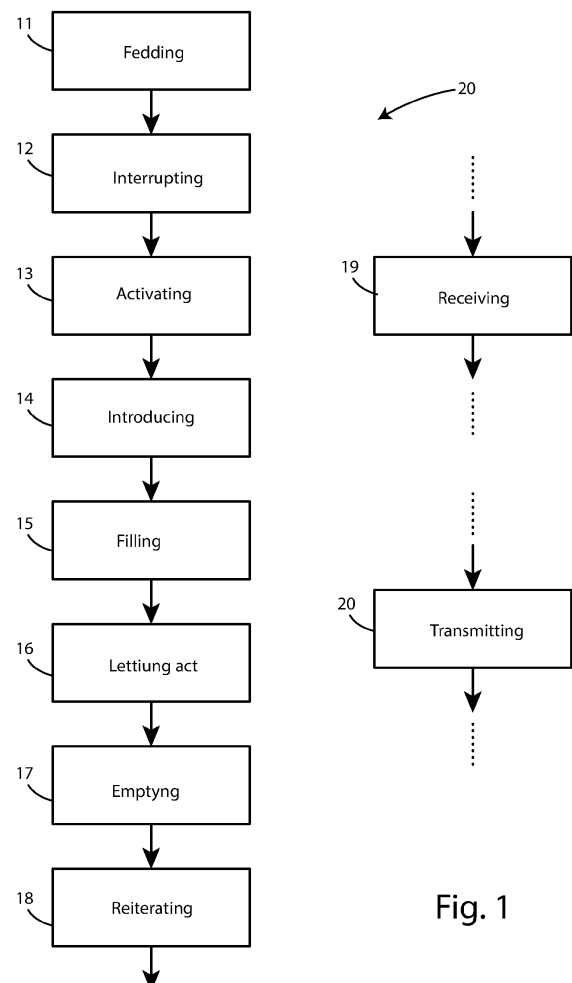 11
Fedding
12
Interrupting
13
Activating
14
Introducing
15
Filling
16
Lettiung act
17
Emptyng
18
Reiterating
20
19
Receiving
20
Transmitting
Fig. 1